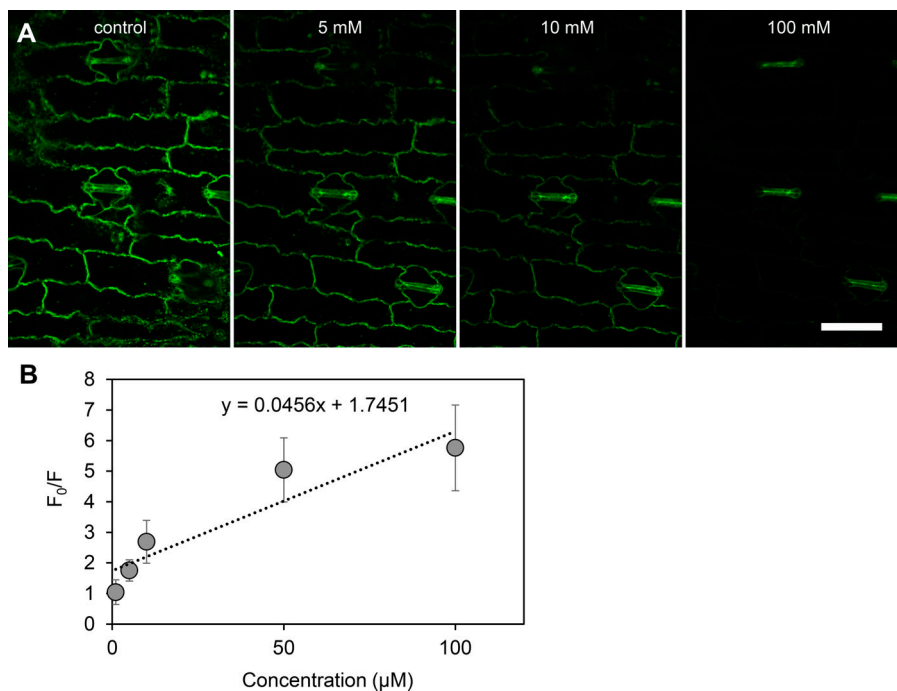 A
control
5 mM
10 mM
100 mM
B
y = 0.0456x + 1.7451
8
7
6
5
4
3
2
1
0
F₀/F
0
50
100
Concentration (µM)